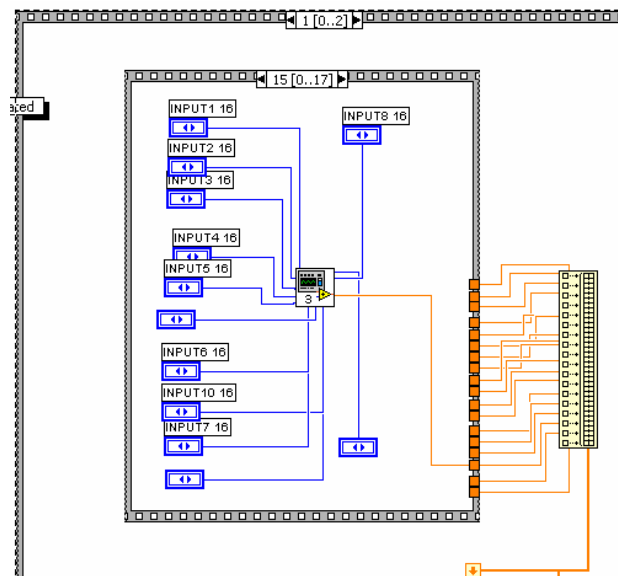 1 [0..2]
15 [0..17]
INPUT1 16
INPUT8 16
INPUT2 16
INPUT3 16
INPUT4 16
INPUT5 16
3
INPUT6 16
INPUT10 16
INPUT7 16